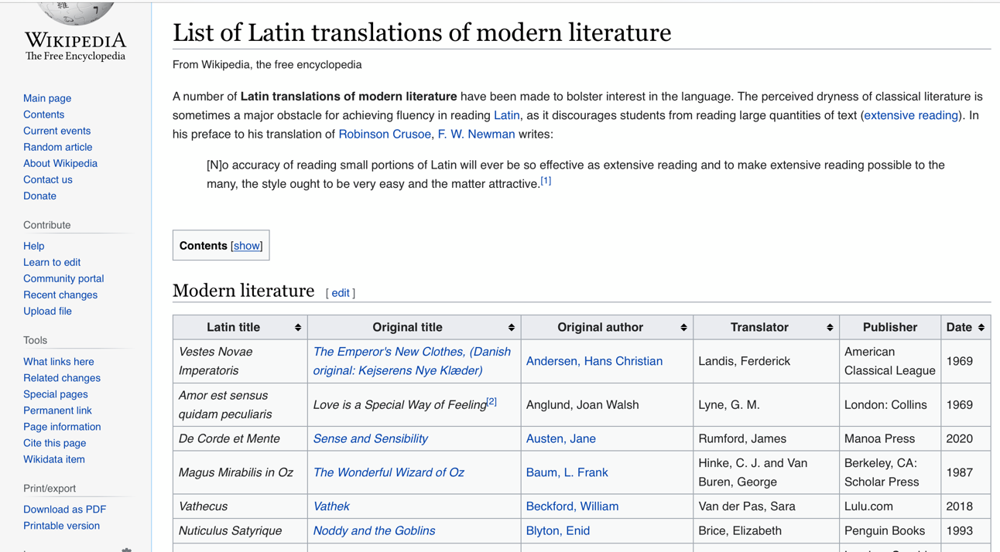 維
WIKIPEDIA
The Free Encyclopedia
Main page
Contents
Current events
Random article
About Wikipedia
Contact us
Donate
Contribute
Help
Learn to edit
Community portal
Recent changes
Upload file
Tools
What links here
Related changes
Special pages
Permanent link
Page information
Cite this page
Wikidata item
Print/export
Download as PDF
Printable version
List of Latin translations of modern literature
From Wikipedia, the free encyclopedia
A number of Latin translations of modern literature have been made to bolster interest in the language. The perceived dryness of classical literature is
sometimes a major obstacle for achieving fluency in reading Latin, as it discourages students from reading large quantities of text (extensive reading). In
his preface to his translation of Robinson Crusoe, F. W. Newman writes:
[N]o accuracy of reading small portions of Latin will ever be so effective as extensive reading and to make extensive reading possible to the
many, the style ought to be very easy and the matter attractive.[1]
Contents [show]
Modern literature [ edit ]
Latin title Original title Original author Translator Publisher Date
Vestes Novae
Imperatoris
The Emperor's New Clothes, (Danish
original: Kejserens Nye Klæder)
Andersen, Hans Christian
Landis, Ferderick
American
Classical League
1969
Amor est sensus
quidam peculiaris
Love is a Special Way of Feeling[2]
Anglund, Joan Walsh
Lyne, G. M.
London: Collins
1969
De Corde et Mente Sense and Sensibility Austen, Jane Rumford, James Manoa Press 2020
Magus Mirabilis in Oz
The Wonderful Wizard of Oz
Baum, L. Frank
Hinke, C. J. and Van
Buren, George
Berkeley, CA:
Scholar Press
1987
Vathecus Vathek Beckford, William Van der Pas, Sara Lulu.com 2018
Nuticulus Satyrique Noddy and the Goblins Blyton, Enid Brice, Elizabeth Penguin Books 1993